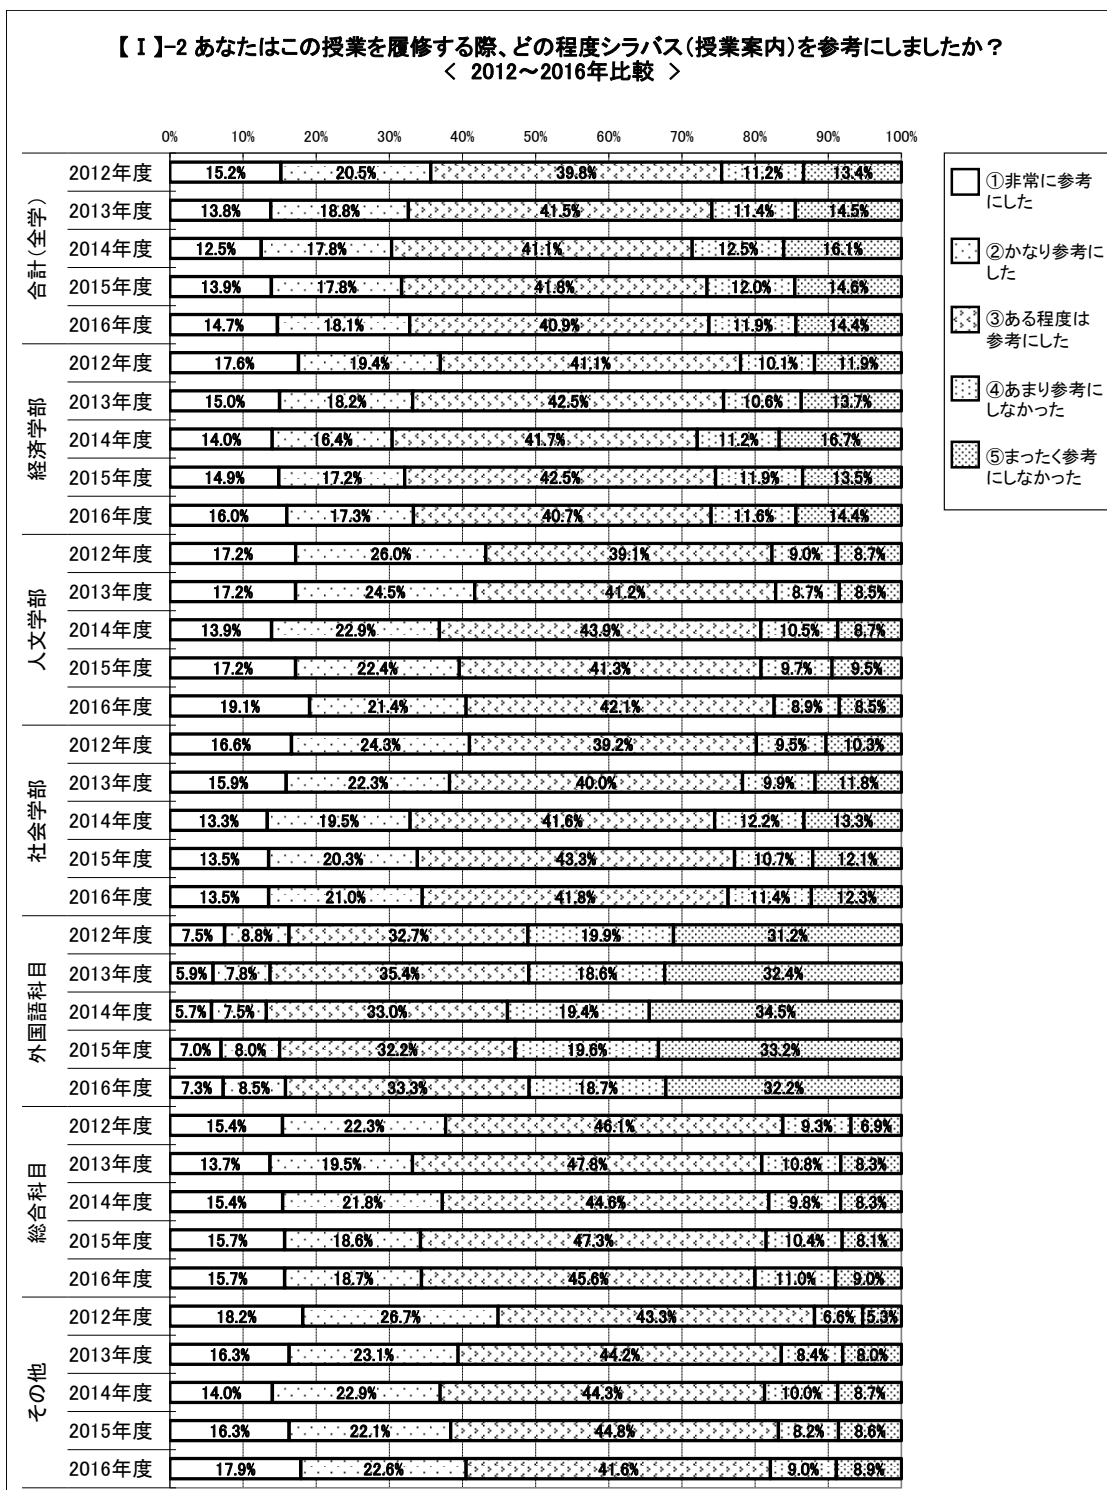 【Ⅰ】-2 あなたはこの授業を履修する際、どの程度シラバス(授業案内)を参考にしましたか?
< 2012~2016年比較 >
0% 10% 20% 30% 40% 50% 60% 70% 80% 90% 100%
合計(全学)
2012年度 15.2% 20.5% 39.8% 11.2% 13.4%
2013年度 13.8% 18.8% 41.5% 11.4% 14.5%
2014年度 12.5% 17.8% 41.1% 12.5% 16.1%
2015年度 13.9% 17.8% 41.8% 12.0% 14.6%
2016年度 14.7% 18.1% 40.9% 11.9% 14.4%
経済学部
2012年度 17.6% 19.4% 41.1% 10.1% 11.9%
2013年度 15.0% 18.2% 42.5% 10.6% 13.7%
2014年度 14.0% 16.4% 41.7% 11.2% 16.7%
2015年度 14.9% 17.2% 42.5% 11.9% 13.5%
2016年度 16.0% 17.3% 40.7% 11.6% 14.4%
人文学部
2012年度 17.2% 26.0% 39.1% 9.0% 8.7%
2013年度 17.2% 24.5% 41.2% 8.7% 8.5%
2014年度 13.9% 22.9% 43.9% 10.5% 8.7%
2015年度 17.2% 22.4% 41.3% 9.7% 9.5%
2016年度 19.1% 21.4% 42.1% 8.9% 8.5%
社会学部
2012年度 16.6% 24.3% 39.2% 9.5% 10.3%
2013年度 15.9% 22.3% 40.0% 9.9% 11.8%
2014年度 13.3% 19.5% 41.6% 12.2% 13.3%
2015年度 13.5% 20.3% 43.3% 10.7% 12.1%
2016年度 13.5% 21.0% 41.8% 11.4% 12.3%
外国語科目
2012年度 7.5% 8.8% 32.7% 19.9% 31.2%
2013年度 5.9% 7.8% 35.4% 18.6% 32.4%
2014年度 5.7% 7.5% 33.0% 19.4% 34.5%
2015年度 7.0% 8.0% 32.2% 19.6% 33.2%
2016年度 7.3% 8.5% 33.3% 18.7% 32.2%
総合科目
2012年度 15.4% 22.3% 46.1% 9.3% 6.9%
2013年度 13.7% 19.5% 47.8% 10.8% 8.3%
2014年度 15.4% 21.8% 44.6% 9.8% 8.3%
2015年度 15.7% 18.6% 47.3% 10.4% 8.1%
2016年度 15.7% 18.7% 45.6% 11.0% 9.0%
その他
2012年度 18.2% 26.7% 43.3% 6.6% 5.3%
2013年度 16.3% 23.1% 44.2% 8.4% 8.0%
2014年度 14.0% 22.9% 44.3% 10.0% 8.7%
2015年度 16.3% 22.1% 44.8% 8.2% 8.6%
2016年度 17.9% 22.6% 41.6% 9.0% 8.9%
①非常に参考
にした
②かなり参考に
した
③ある程度は
参考にした
④あまり参考に
しなかった
⑤まったく参考
にしなかった